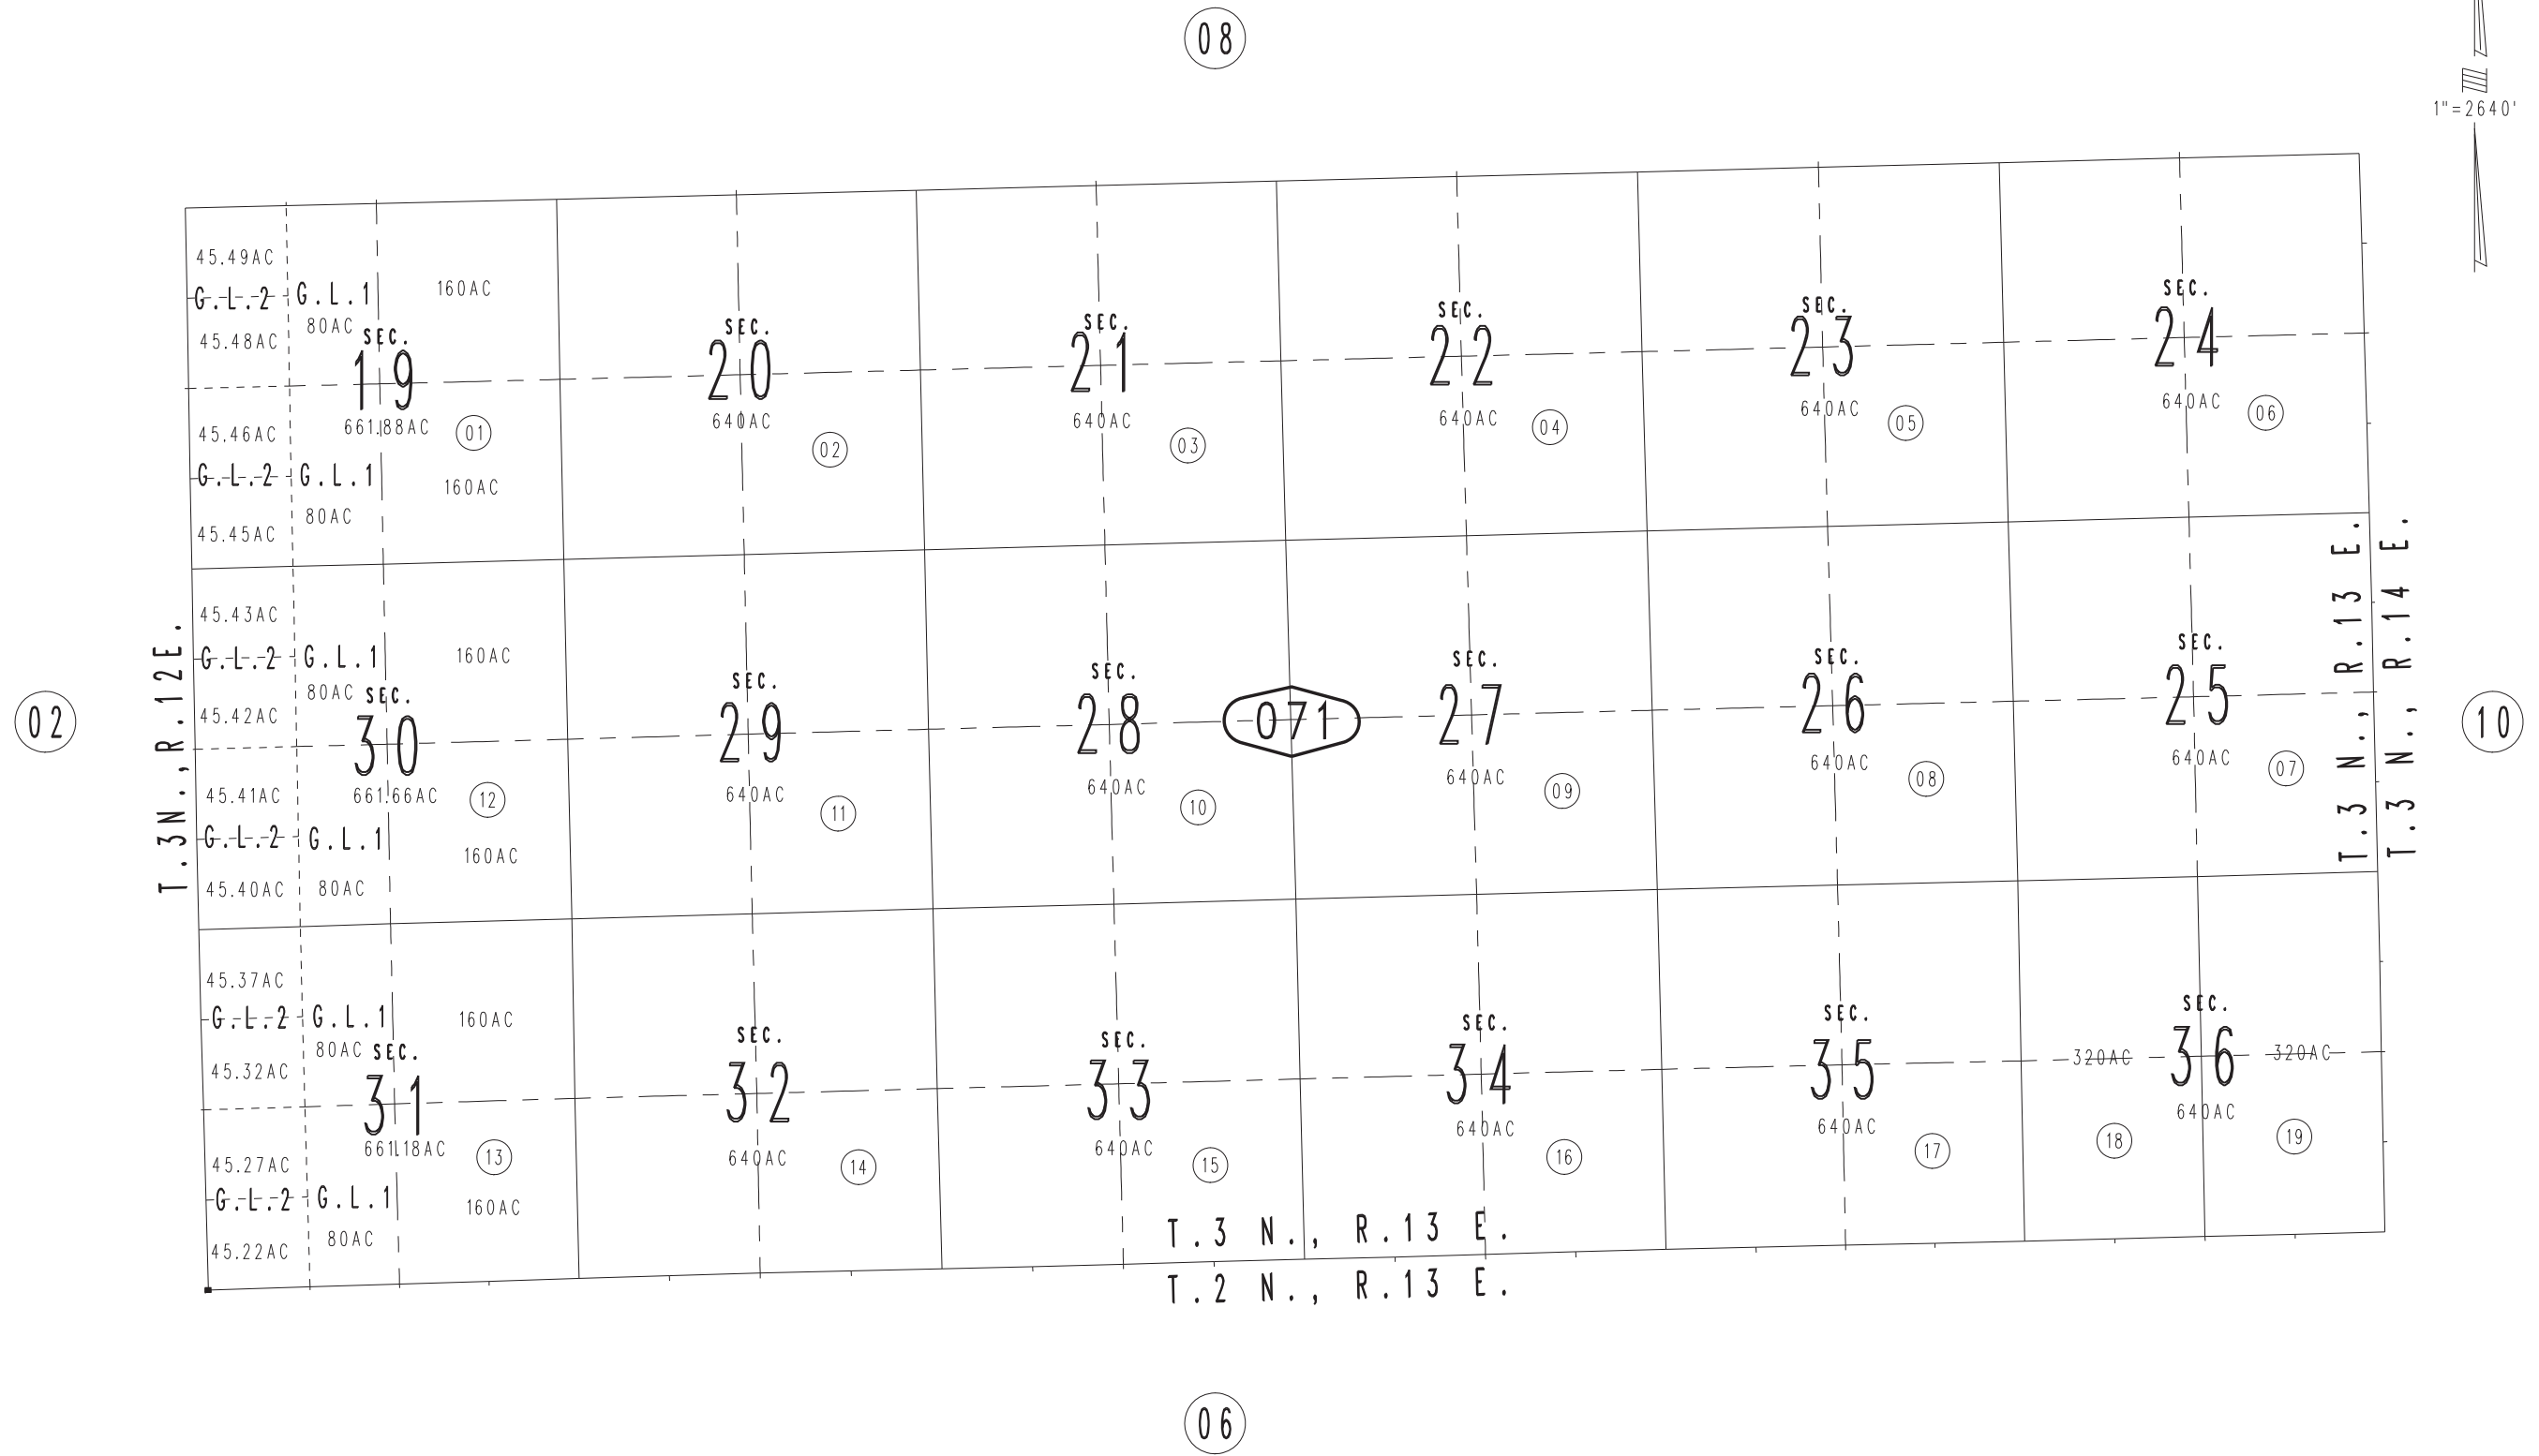 08
1"=2640'
45.49AC
G.L.2
G.L.1
160AC
80AC
45.48AC
SEC.
19
661.88AC
01
45.46AC
G.L.2
G.L.1
160AC
80AC
45.45AC
SEC.
20
640AC
02
SEC.
21
640AC
03
SEC.
22
640AC
04
SEC.
23
640AC
05
SEC.
24
640AC
06
02
T.3N.,R.12E.
45.43AC
G.L.2
G.L.1
160AC
80AC
45.42AC
SEC.
30
661.66AC
12
45.41AC
G.L.2
G.L.1
160AC
45.40AC
80AC
SEC.
29
640AC
11
SEC.
28
640AC
10
071
SEC.
27
640AC
09
SEC.
26
640AC
08
SEC.
25
640AC
07
T.3 N., R.13 E.
T.3 N., R.14 E.
10
45.37AC
G.L.2
G.L.1
160AC
80AC
45.32AC
SEC.
31
661.18AC
13
45.27AC
G.L.2
G.L.1
160AC
80AC
45.22AC
SEC.
32
640AC
14
SEC.
33
640AC
15
SEC.
34
640AC
16
SEC.
35
640AC
17
SEC.
320AC
36
320AC
640AC
18
19
T.3 N., R.13 E.
T.2 N., R.13 E.
06